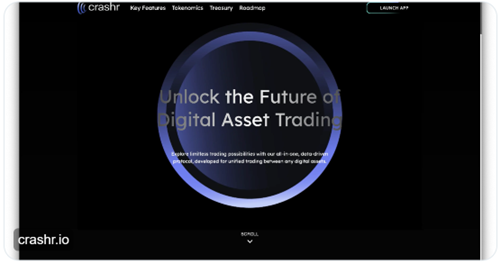 crashr Key Features Tokenomics Treasury Roadmap LAUNCH APP
Unlock the Future of
Digital Asset Trading
Explore limitless trading possibilities with our all-in-one, data-driven
protocol, developed for unified trading between any digital assets.
SCROLL
crashr.io